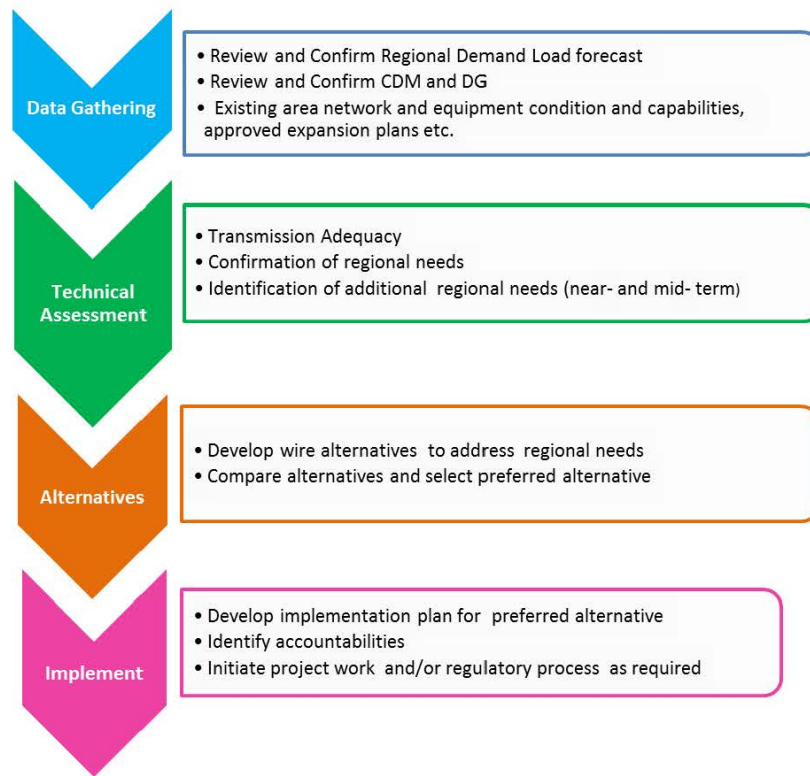 Data Gathering
• Review and Confirm Regional Demand Load forecast
• Review and Confirm CDM and DG
• Existing area network and equipment condition and capabilities,
approved expansion plans etc.
Technical
Assessment
• Transmission Adequacy
• Confirmation of regional needs
• Identification of additional regional needs (near- and mid- term)
Alternatives
• Develop wire alternatives to address regional needs
• Compare alternatives and select preferred alternative
Implement
• Develop implementation plan for preferred alternative
• Identify accountabilities
• Initiate project work and/or regulatory process as required